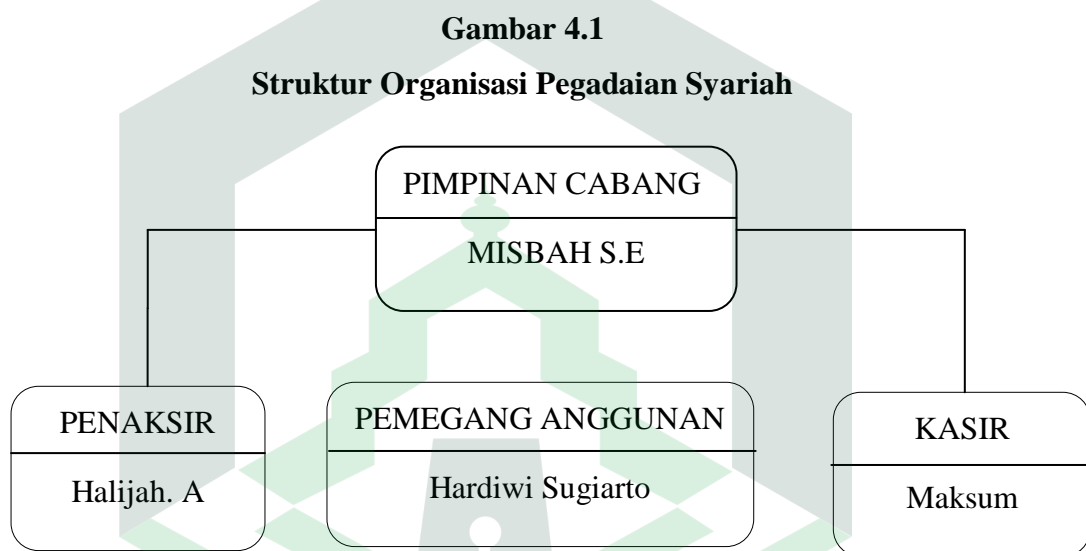 Gambar 4.1
Struktur Organisasi Pegadaian Syariah
PIMPINAN CABANG
MISBAH S.E
PENAKSIR
Halijah. A
PEMEGANG ANGGUNAN
Hardiwi Sugiarto
KASIR
Maksum